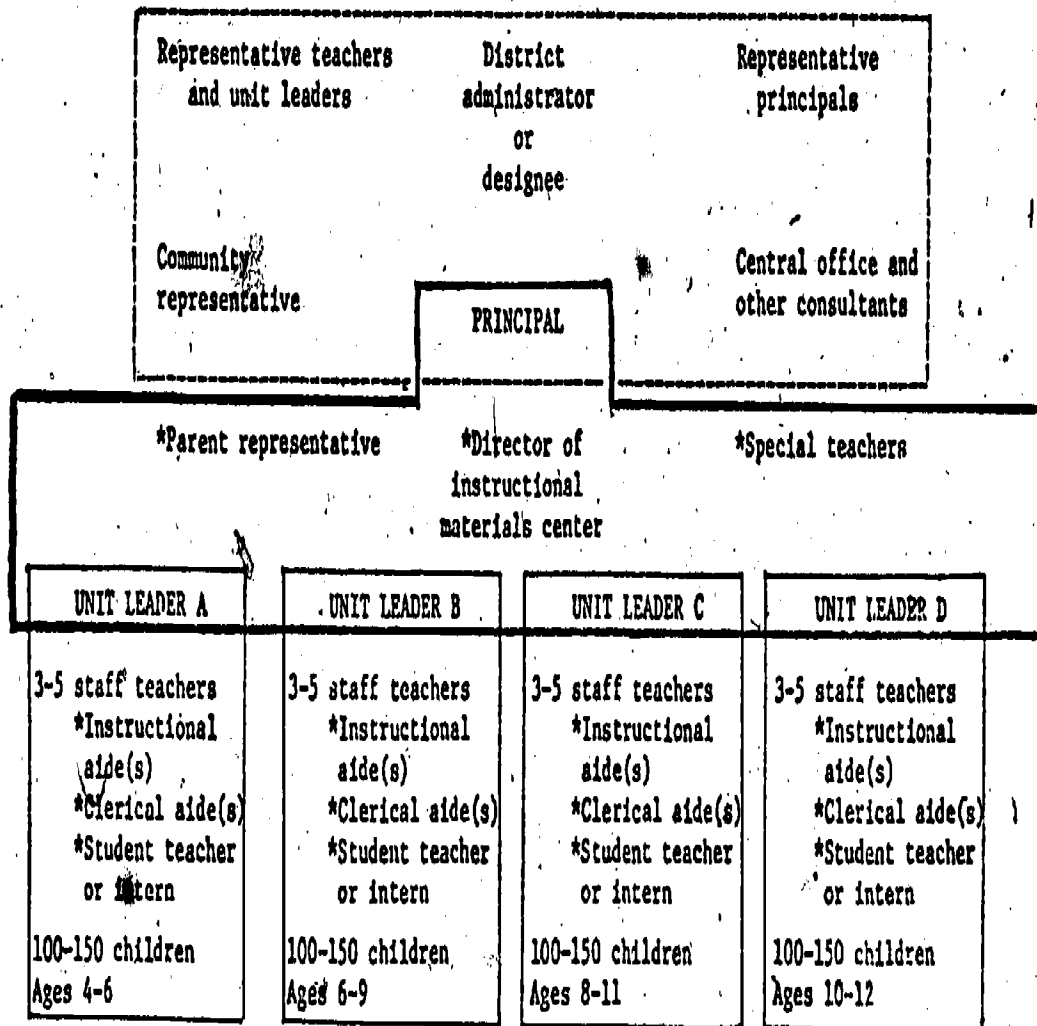 Representative teachers
and unit leaders
District
administrator
or
designee
Representative
principals
Community
representative
Central office and
other consultants
PRINCIPAL
*Parent representative
*Director of
instructional
materials center
*Special teachers
UNIT LEADER A
3-5 staff teachers
*Instructional
aide(s)
*Clerical aide(s)
*Student teacher
or intern
100-150 children
Ages 4-6
UNIT LEADER B
3-5 staff teachers
*Instructional
aide(s)
*Clerical aide(s)
*Student teacher
or intern
100-150 children
Ages 6-9
UNIT LEADER C
3-5 staff teachers
*Instructional
aide(s)
*Clerical aide(s)
*Student teacher
or intern
100-150 children
Ages 8-11
UNIT LEADER D
3-5 staff teachers
*Instructional
aide(s)
*Clerical aide(s)
*Student teacher
or intern
100-150 children
Ages 10-12